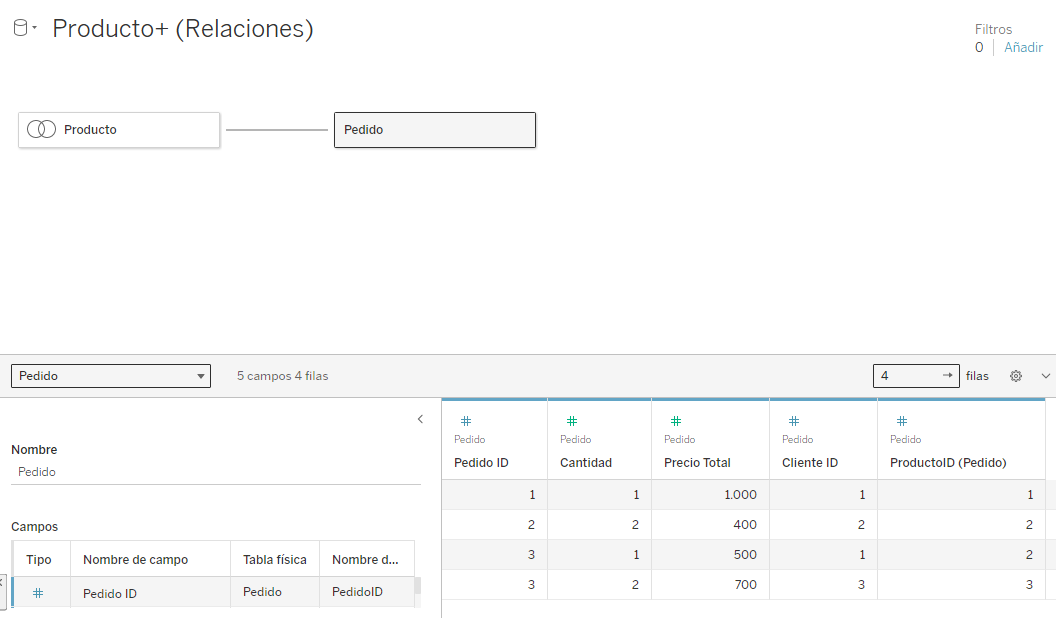 Producto+ (Relaciones)
Filtros
0 Añadir
Producto
Pedido
Pedido
5 campos 4 filas
4 filas
Nombre
Pedido
Campos
Tipo Nombre de campo Tabla física Nombre d...
# Pedido ID Pedido PedidoID
# # # # #
Pedido Pedido Pedido Pedido Pedido
Pedido ID Cantidad Precio Total Cliente ID ProductoID (Pedido)
1 1 1.000 1 1
2 2 400 2 2
3 1 500 1 2
3 2 700 3 3